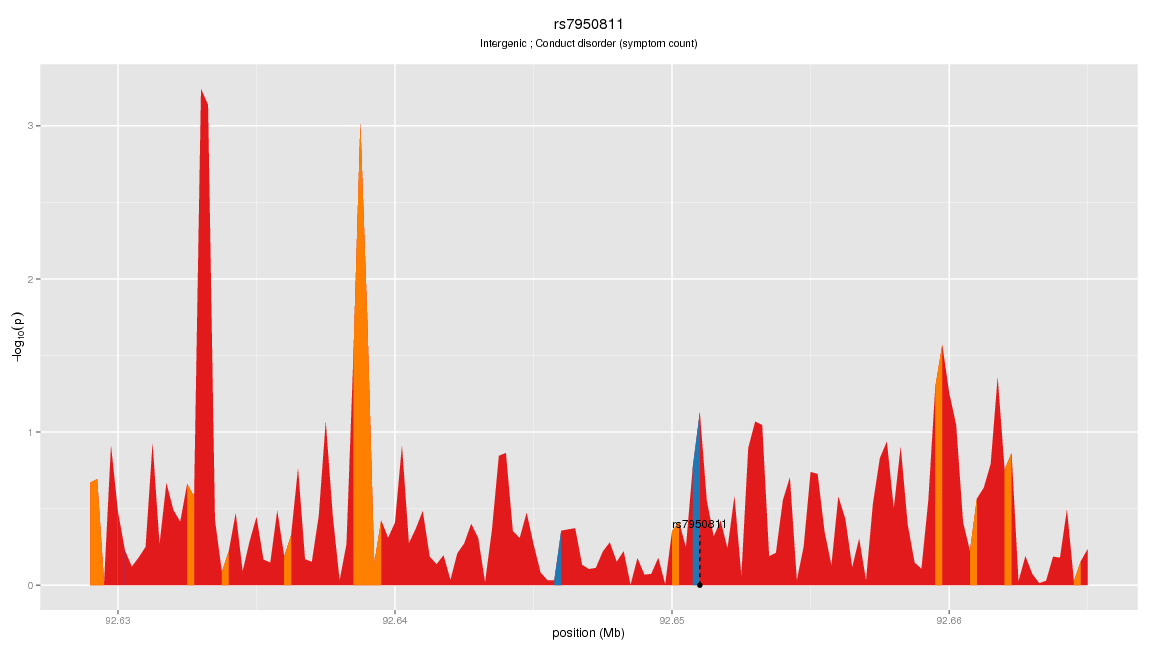 rs7950811
Intergenic ; Conduct disorder (symptom count)
3
2
1
0
−log10(p)
rs7950811
92.63 92.64 92.65 92.66
position (Mb)